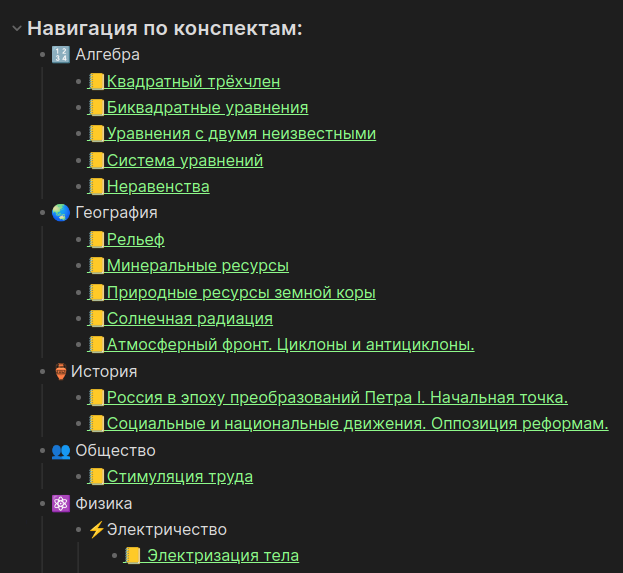 Навигация по конспектам:
🔢 Алгебра
📒Квадратный трёхчлен
📒Биквадратные уравнения
📒Уравнения с двумя неизвестными
📒Система уравнений
📒Неравенства
🌏 География
📒Рельеф
📒Минеральные ресурсы
📒Природные ресурсы земной коры
📒Солнечная радиация
📒Атмосферный фронт. Циклоны и антициклоны.
🏺История
📒Россия в эпоху преобразований Петра I. Начальная точка.
📒Социальные и национальные движения. Оппозиция реформам.
👥 Общество
📒Стимуляция труда
⚛️ Физика
⚡Электричество
📒 Электризация тела